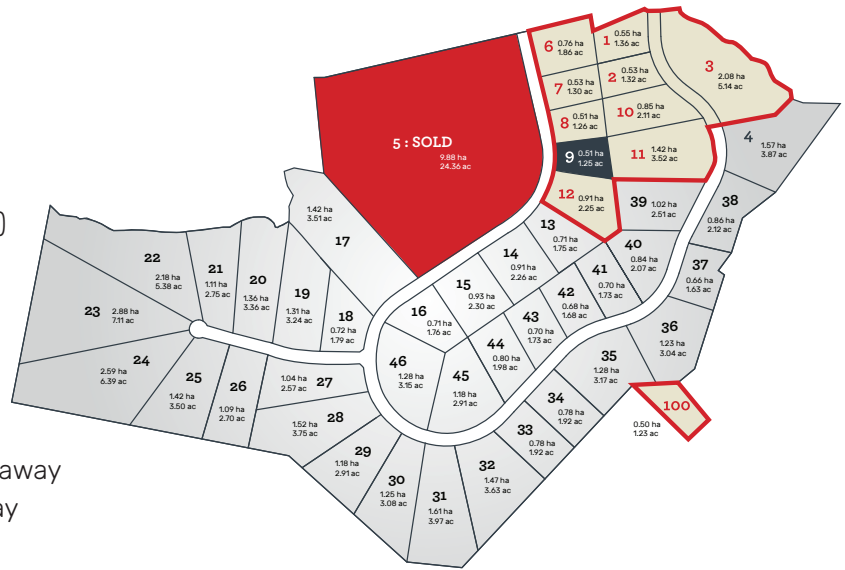 6 0.76 ha
1.86 ac
1 0.55 ha
1.36 ac
3
2.08 ha
5.14 ac
7 0.53 ha
1.30 ac
2 0.53 ha
1.32 ac
8 0.51 ha
1.26 ac
10 0.85 ha
2.11 ac
5 : SOLD
9.88 ha
24.36 ac
9 0.51 ha
1.25 ac
11 1.42 ha
3.52 ac
4
1.57 ha
3.87 ac
12 0.91 ha
2.25 ac
39 1.02 ha
2.51 ac
38
0.86 ha
2.12 ac
1.42 ha
3.51 ac
17
13
0.71 ha
1.75 ac
40
0.84 ha
2.07 ac
37
0.66 ha
1.63 ac
22
2.18 ha
5.38 ac
21
1.11 ha
2.75 ac
20
1.36 ha
3.36 ac
19
1.31 ha
3.24 ac
18
0.72 ha
1.79 ac
14
0.91 ha
2.26 ac
15
0.93 ha
2.30 ac
16
0.71 ha
1.76 ac
41
0.70 ha
1.73 ac
42
0.68 ha
1.68 ac
43
0.70 ha
1.73 ac
44
0.80 ha
1.98 ac
36
1.23 ha
3.04 ac
23 2.88 ha
7.11 ac
24
2.59 ha
6.39 ac
25
1.42 ha
3.50 ac
26
1.09 ha
2.70 ac
1.04 ha 27
2.57 ac
28
1.52 ha
3.75 ac
46
1.28 ha
3.15 ac
45
1.18 ha
2.91 ac
35
1.28 ha
3.17 ac
34
0.78 ha
1.92 ac
33
0.78 ha
1.92 ac
100
0.50 ha
1.23 ac
29
1.18 ha
2.91 ac
30
1.25 ha
3.08 ac
31
1.61 ha
3.97 ac
32
1.47 ha
3.63 ac
away